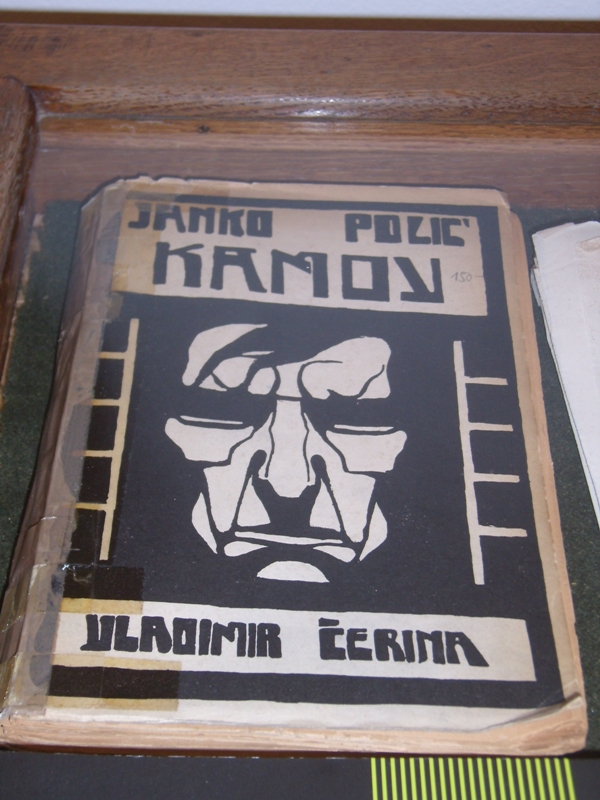 JANKO POLIĆ
KAMOV
150
VLADIMIR ČERINA